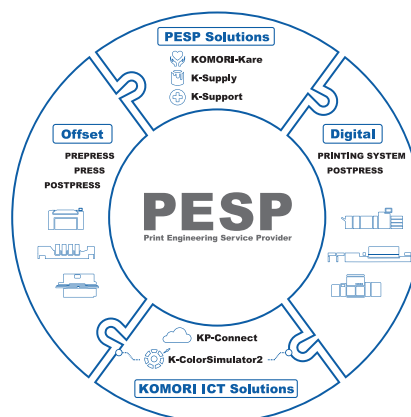 PESP Solutions
KOMORI-Kare
K-Supply
K-Support
Offset
PREPRESS
PRESS
POSTPRESS
Digital
PRINTING SYSTEM
POSTPRESS
PESP
Print Engineering Service Provider
KP-Connect
K-ColorSimulator2
KOMORI ICT Solutions